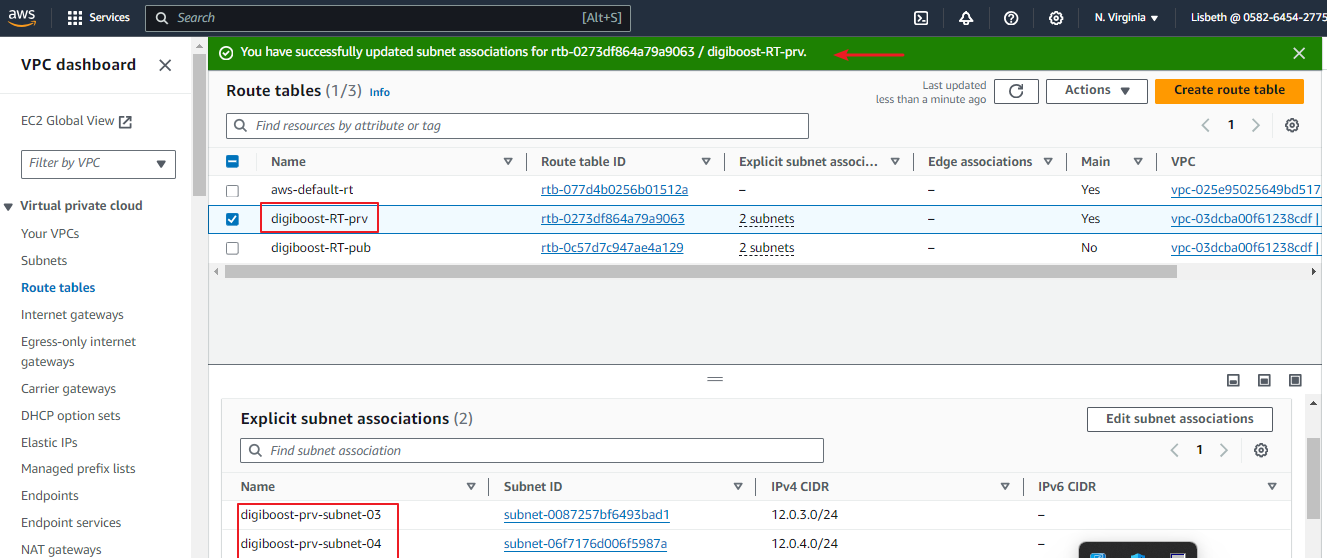 aws Services Search [Alt+S] N. Virginia Lisbeth @ 0582-6454-2775
VPC dashboard
EC2 Global View
Filter by VPC
Virtual private cloud
Your VPCs
Subnets
Route tables
Internet gateways
Egress-only internet
gateways
Carrier gateways
DHCP option sets
Elastic IPs
Managed prefix lists
Endpoints
Endpoint services
NAT gateways
You have successfully updated subnet associations for rtb-0273df864a79a9063 / digiboost-RT-prv.
Route tables (1/3) Info
Last updated
less than a minute ago
Actions
Create route table
Find resources by attribute or tag
1
Name Route table ID Explicit subnet associ... Edge associations Main VPC
aws-default-rt rtb-077d4b0256b01512a – – Yes vpc-025e95025649bd517
digiboost-RT-prv rtb-0273df864a79a9063 2 subnets – Yes vpc-03dcba00f61238cdf |
digiboost-RT-pub rtb-0c57d7c947ae4a129 2 subnets – No vpc-03dcba00f61238cdf |
Explicit subnet associations (2)
Edit subnet associations
Find subnet association
1
Name Subnet ID IPv4 CIDR IPv6 CIDR
digiboost-prv-subnet-03 subnet-0087257bf6493bad1 12.0.3.0/24 –
digiboost-prv-subnet-04 subnet-06f7176d006f5987a 12.0.4.0/24 –